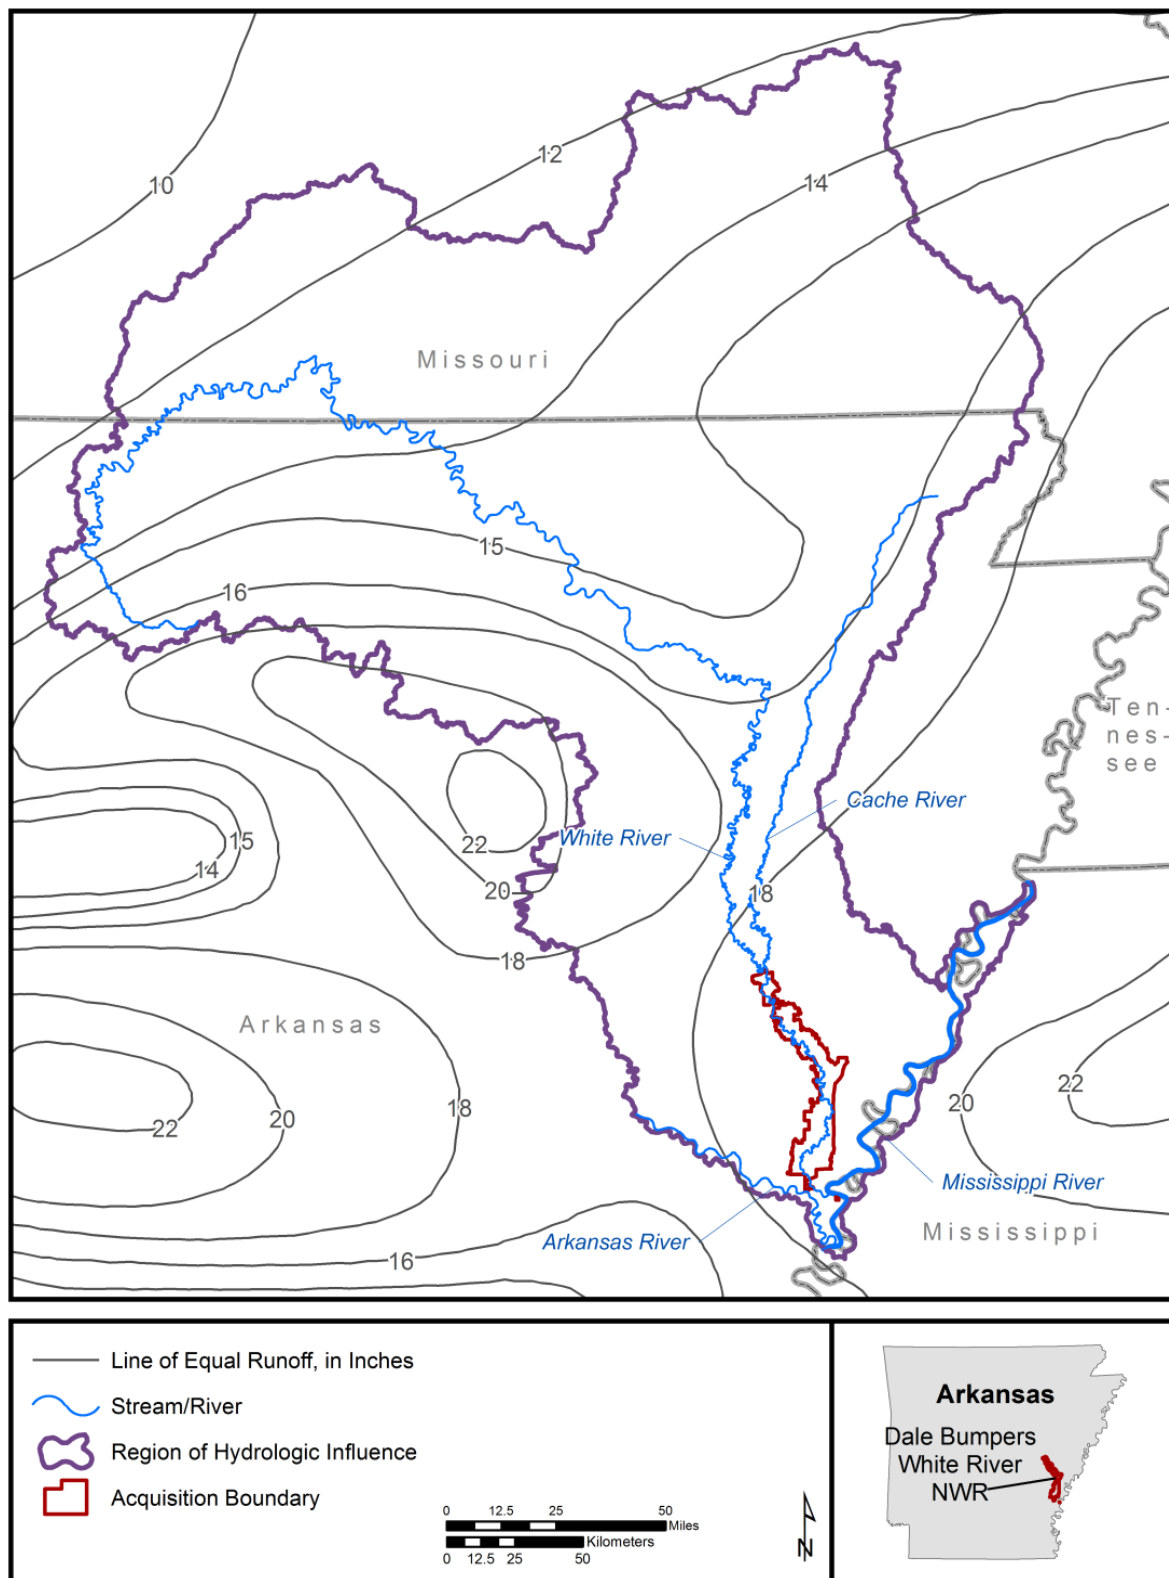 10
12
14
Missouri
15
16
Ten-
nes-
see
Cache River
White River
15
14
22
20
18
18
Arkansas
22
20
18
20
22
Mississippi River
Mississippi
Arkansas River
16
Line of Equal Runoff, in Inches
Stream/River
Region of Hydrologic Influence
Acquisition Boundary
0 12.5 25 50
Miles
Kilometers
0 12.5 25 50
N
Arkansas
Dale Bumpers
White River
NWR